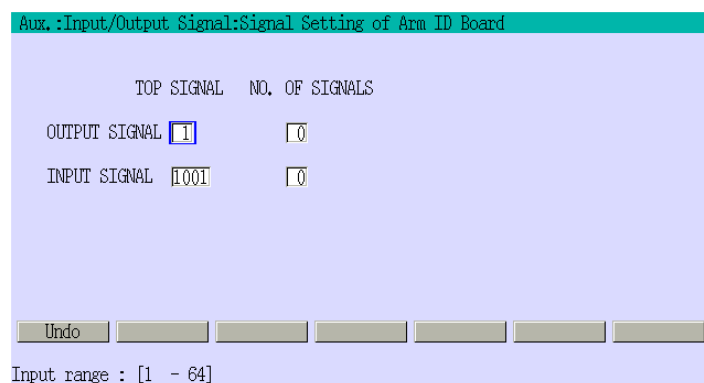 Aux.:Input/Output Signal:Signal Setting of Arm ID Board
TOP SIGNAL NO. OF SIGNALS
OUTPUT SIGNAL 1 0
INPUT SIGNAL 1001 0
Undo
Input range : [1 - 64]